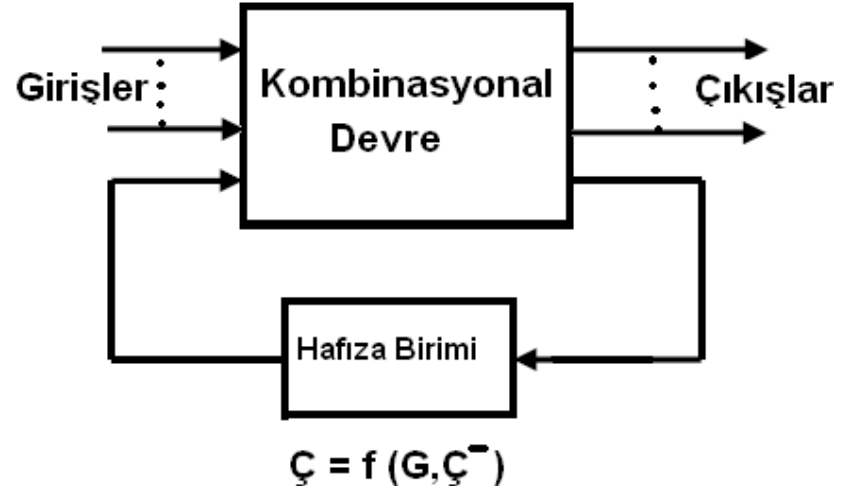 Girişler
Kombinasyonal
Devre
Çıkışlar
Hafıza Birimi
Ç = f (G,Ç⁻)